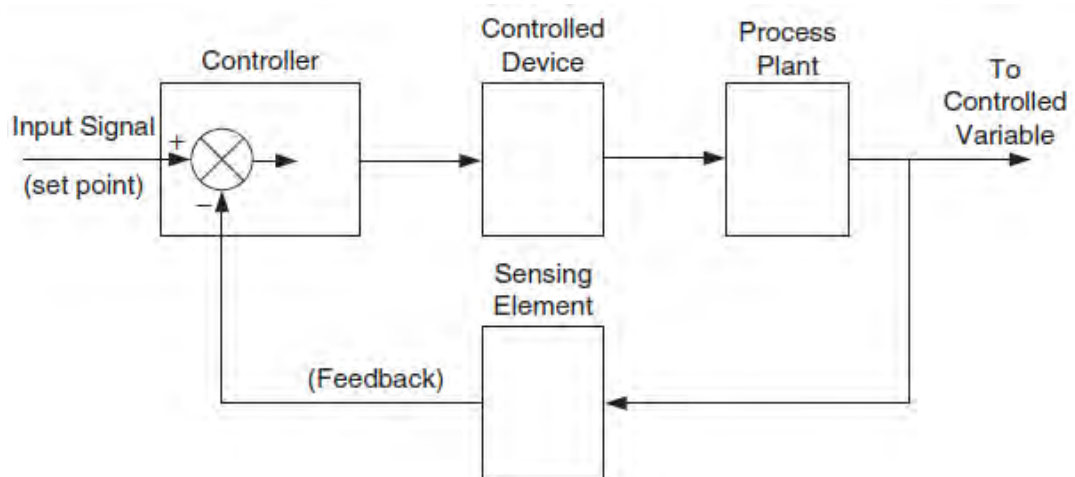 Controller
Controlled
Device
Process
Plant
To
Controlled
Variable
Input Signal
+
(set point)
−
Sensing
Element
(Feedback)